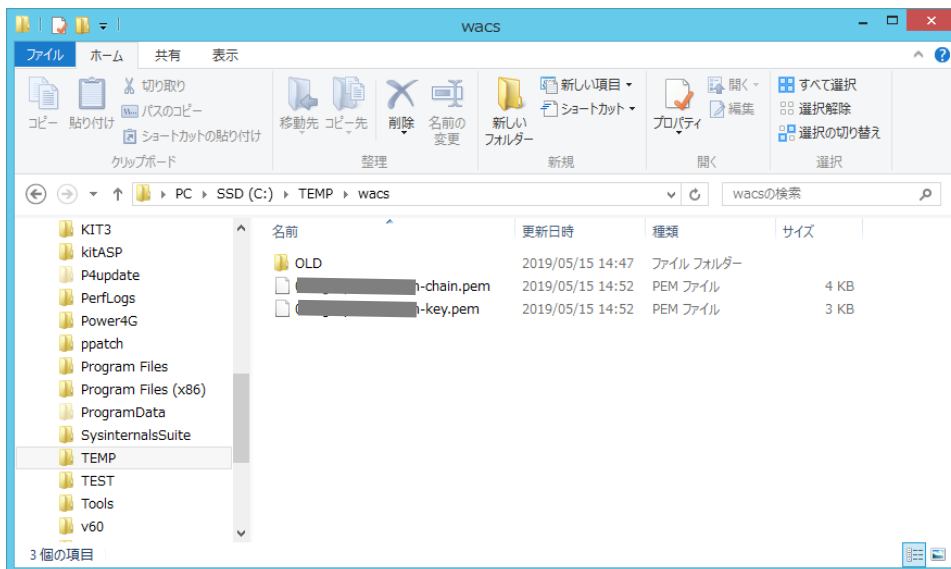 wacs
ファイル ホーム 共有 表示
コピー 貼り付け 切り取り パスのコピー ショートカットの貼り付け
クリップボード
移動先 コピー先 削除 名前の変更
整理
新しいフォルダー 新しい項目 ショートカット
新規
プロパティ 開く 編集
開く
すべて選択 選択解除 選択の切り替え
選択
PC SSD (C:) TEMP wacs wacsの検索
名前 更新日時 種類 サイズ
OLD 2019/05/15 14:47 ファイル フォルダー
-chain.pem 2019/05/15 14:52 PEM ファイル 4 KB
-key.pem 2019/05/15 14:52 PEM ファイル 3 KB
KIT3
kitASP
P4update
PerfLogs
Power4G
ppatch
Program Files
Program Files (x86)
ProgramData
SysinternalsSuite
TEMP
TEST
Tools
v60
3 個の項目